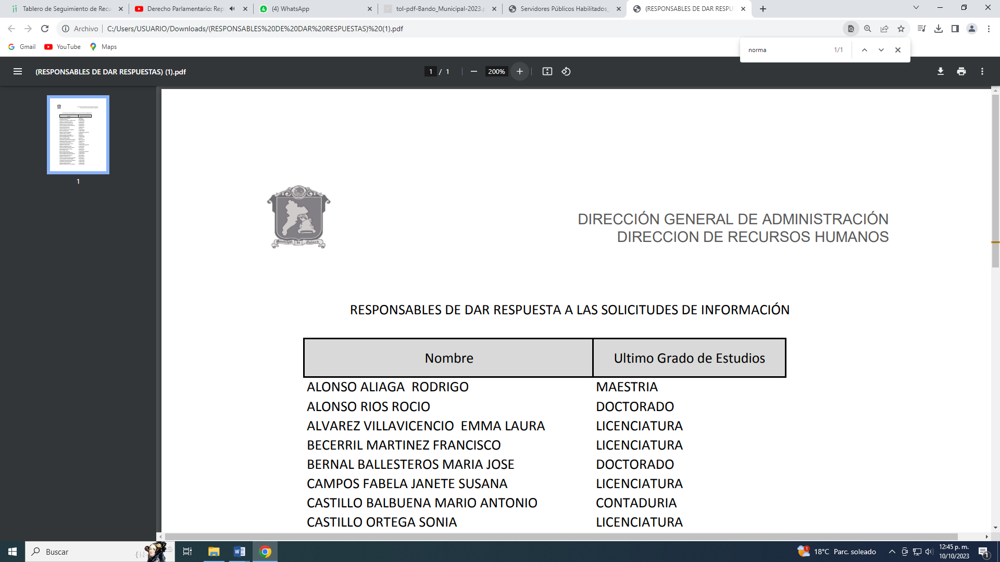 Tablero de Seguimiento de Recu
Derecho Parlamentario: Rep
(4) WhatsApp
tol-pdf-Bando_Municipal-2023.p
Servidores Públicos Habilitados_
(RESPONSABLES DE DAR RESPU
Archivo
C:/Users/USUARIO/Downloads/(RESPONSABLES%20DE%20DAR%20RESPUESTAS)%20(1).pdf
Gmail
YouTube
Maps
norma
1/1
(RESPONSABLES DE DAR RESPUESTAS) (1).pdf
1 / 1
200%
1
Municipio de Toluca
DIRECCIÓN GENERAL DE ADMINISTRACIÓN
DIRECCION DE RECURSOS HUMANOS
RESPONSABLES DE DAR RESPUESTA A LAS SOLICITUDES DE INFORMACIÓN
Nombre Ultimo Grado de Estudios
ALONSO ALIAGA RODRIGO MAESTRIA
ALONSO RIOS ROCIO DOCTORADO
ALVAREZ VILLAVICENCIO EMMA LAURA LICENCIATURA
BECERRIL MARTINEZ FRANCISCO LICENCIATURA
BERNAL BALLESTEROS MARIA JOSE DOCTORADO
CAMPOS FABELA JANETE SUSANA LICENCIATURA
CASTILLO BALBUENA MARIO ANTONIO CONTADURIA
CASTILLO ORTEGA SONIA LICENCIATURA
Buscar
1
18°C Parc. soleado
12:45 p. m.
10/10/2023
1